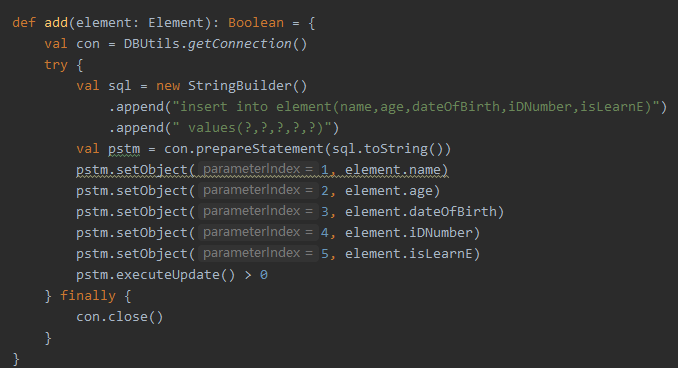 def add(element: Element): Boolean = {
    val con = DBUtils.getConnection()
    try {
        val sql = new StringBuilder()
            .append("insert into element(name,age,dateOfBirth,iDNumber,isLearnE)")
            .append(" values(?,?,?,?,?)")
        val pstm = con.prepareStatement(sql.toString())
        pstm.setObject( parameterIndex = 1, element.name)
        pstm.setObject( parameterIndex = 2, element.age)
        pstm.setObject( parameterIndex = 3, element.dateOfBirth)
        pstm.setObject( parameterIndex = 4, element.iDNumber)
        pstm.setObject( parameterIndex = 5, element.isLearnE)
        pstm.executeUpdate() > 0
    } finally {
        con.close()
    }
}